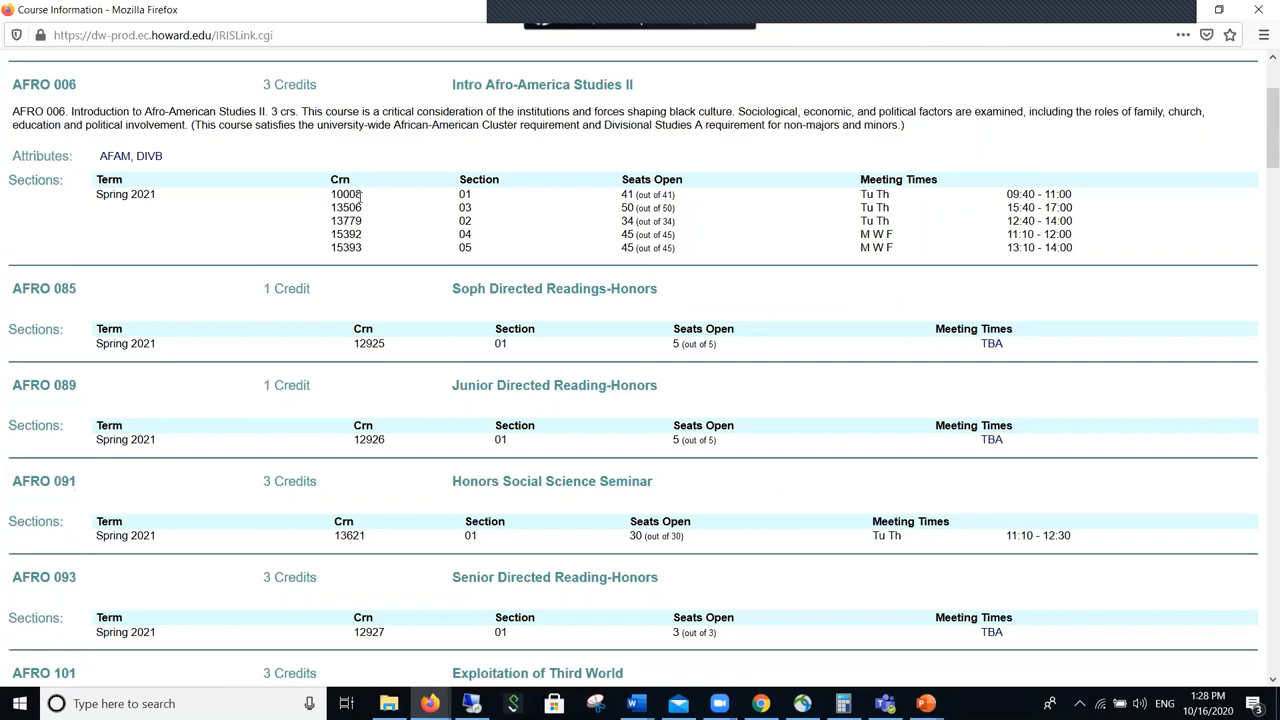 Course Information - Mozilla Firefox
https://dw-prod.ec.howard.edu/IRISLink.cgi
AFRO 006 3 Credits Intro Afro-America Studies II
AFRO 006. Introduction to Afro-American Studies II. 3 crs. This course is a critical consideration of the institutions and forces shaping black culture. Sociological, economic, and political factors are examined, including the roles of family, church,
education and political involvement. (This course satisfies the university-wide African-American Cluster requirement and Divisional Studies A requirement for non-majors and minors.)
Attributes: AFAM, DIVB
Sections: Term Crn Section Seats Open Meeting Times
Spring 2021 10008 01 41 (out of 41) Tu Th 09:40 - 11:00
13506 03 50 (out of 50) Tu Th 15:40 - 17:00
13779 02 34 (out of 34) Tu Th 12:40 - 14:00
15392 04 45 (out of 45) M W F 11:10 - 12:00
15393 05 45 (out of 45) M W F 13:10 - 14:00
AFRO 085 1 Credit Soph Directed Readings-Honors
Sections: Term Crn Section Seats Open Meeting Times
Spring 2021 12925 01 5 (out of 5) TBA
AFRO 089 1 Credit Junior Directed Reading-Honors
Sections: Term Crn Section Seats Open Meeting Times
Spring 2021 12926 01 5 (out of 5) TBA
AFRO 091 3 Credits Honors Social Science Seminar
Sections: Term Crn Section Seats Open Meeting Times
Spring 2021 13621 01 30 (out of 30) Tu Th 11:10 - 12:30
AFRO 093 3 Credits Senior Directed Reading-Honors
Sections: Term Crn Section Seats Open Meeting Times
Spring 2021 12927 01 3 (out of 3) TBA
AFRO 101 3 Credits Exploitation of Third World
Type here to search
ENG
1:28 PM
10/16/2020
3